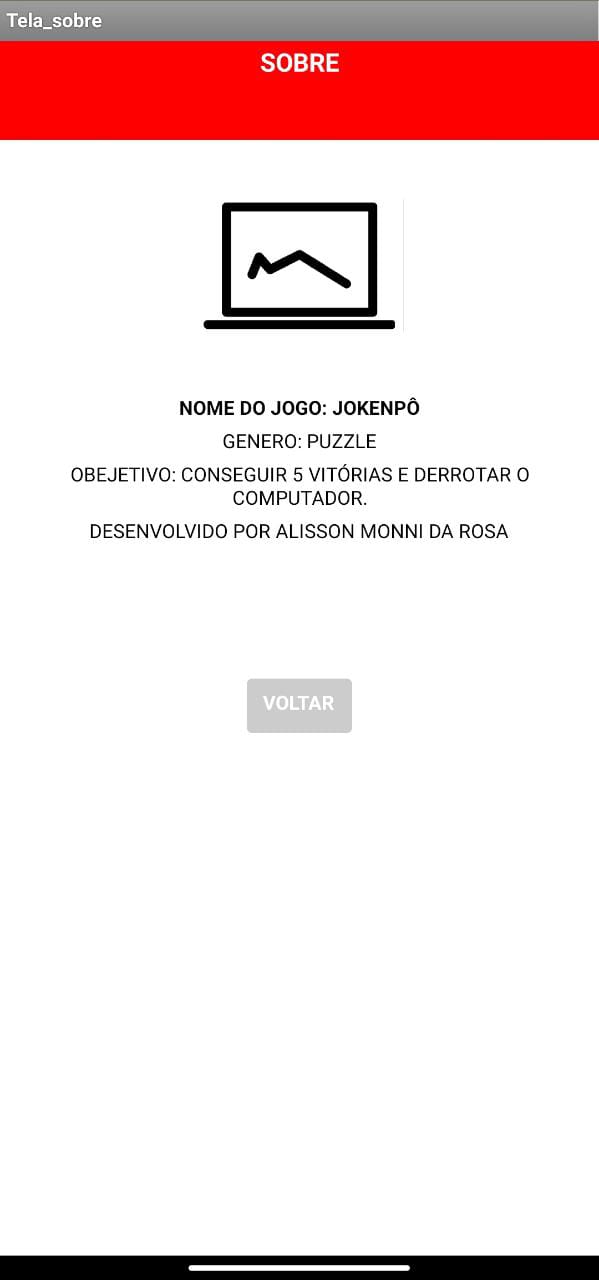 Tela_sobre
SOBRE
NOME DO JOGO: JOKENPÔ
GENERO: PUZZLE
OBEJETIVO: CONSEGUIR 5 VITÓRIAS E DERROTAR O
COMPUTADOR.
DESENVOLVIDO POR ALISSON MONNI DA ROSA
VOLTAR